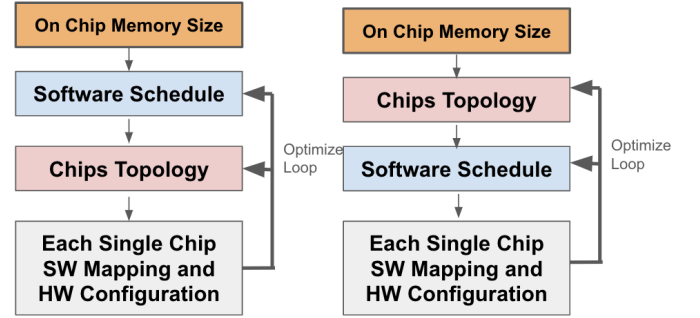 On Chip Memory Size
Software Schedule
Optimize
Loop
Chips Topology
Each Single Chip
SW Mapping and
HW Configuration
On Chip Memory Size
Chips Topology
Optimize
Loop
Software Schedule
Each Single Chip
SW Mapping and
HW Configuration